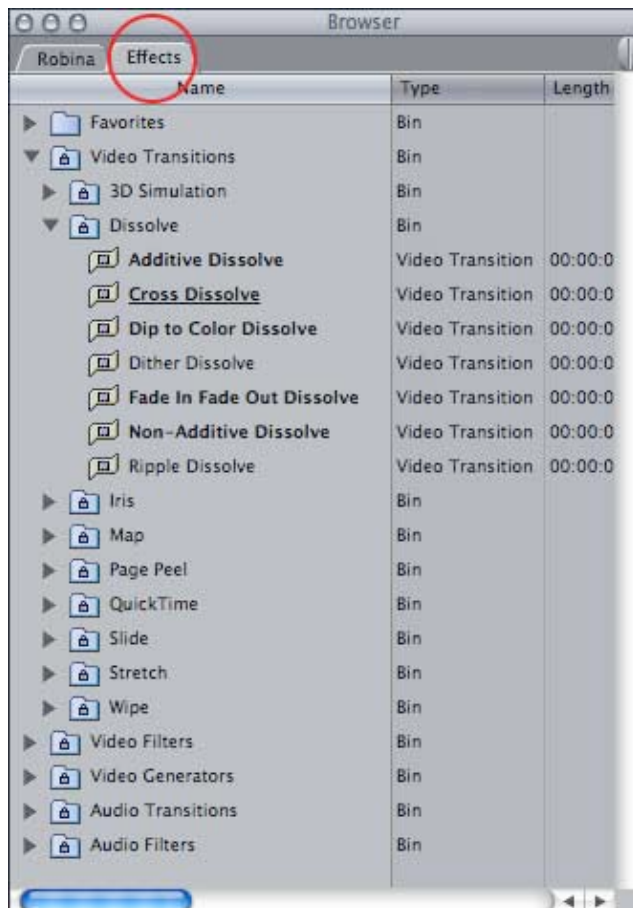 Browser
Robina Effects
Name Type Length
Favorites Bin
Video Transitions Bin
3D Simulation Bin
Dissolve Bin
Additive Dissolve Video Transition 00:00:0
Cross Dissolve Video Transition 00:00:0
Dip to Color Dissolve Video Transition 00:00:0
Dither Dissolve Video Transition 00:00:0
Fade In Fade Out Dissolve Video Transition 00:00:0
Non-Additive Dissolve Video Transition 00:00:0
Ripple Dissolve Video Transition 00:00:0
Iris Bin
Map Bin
Page Peel Bin
QuickTime Bin
Slide Bin
Stretch Bin
Wipe Bin
Video Filters Bin
Video Generators Bin
Audio Transitions Bin
Audio Filters Bin